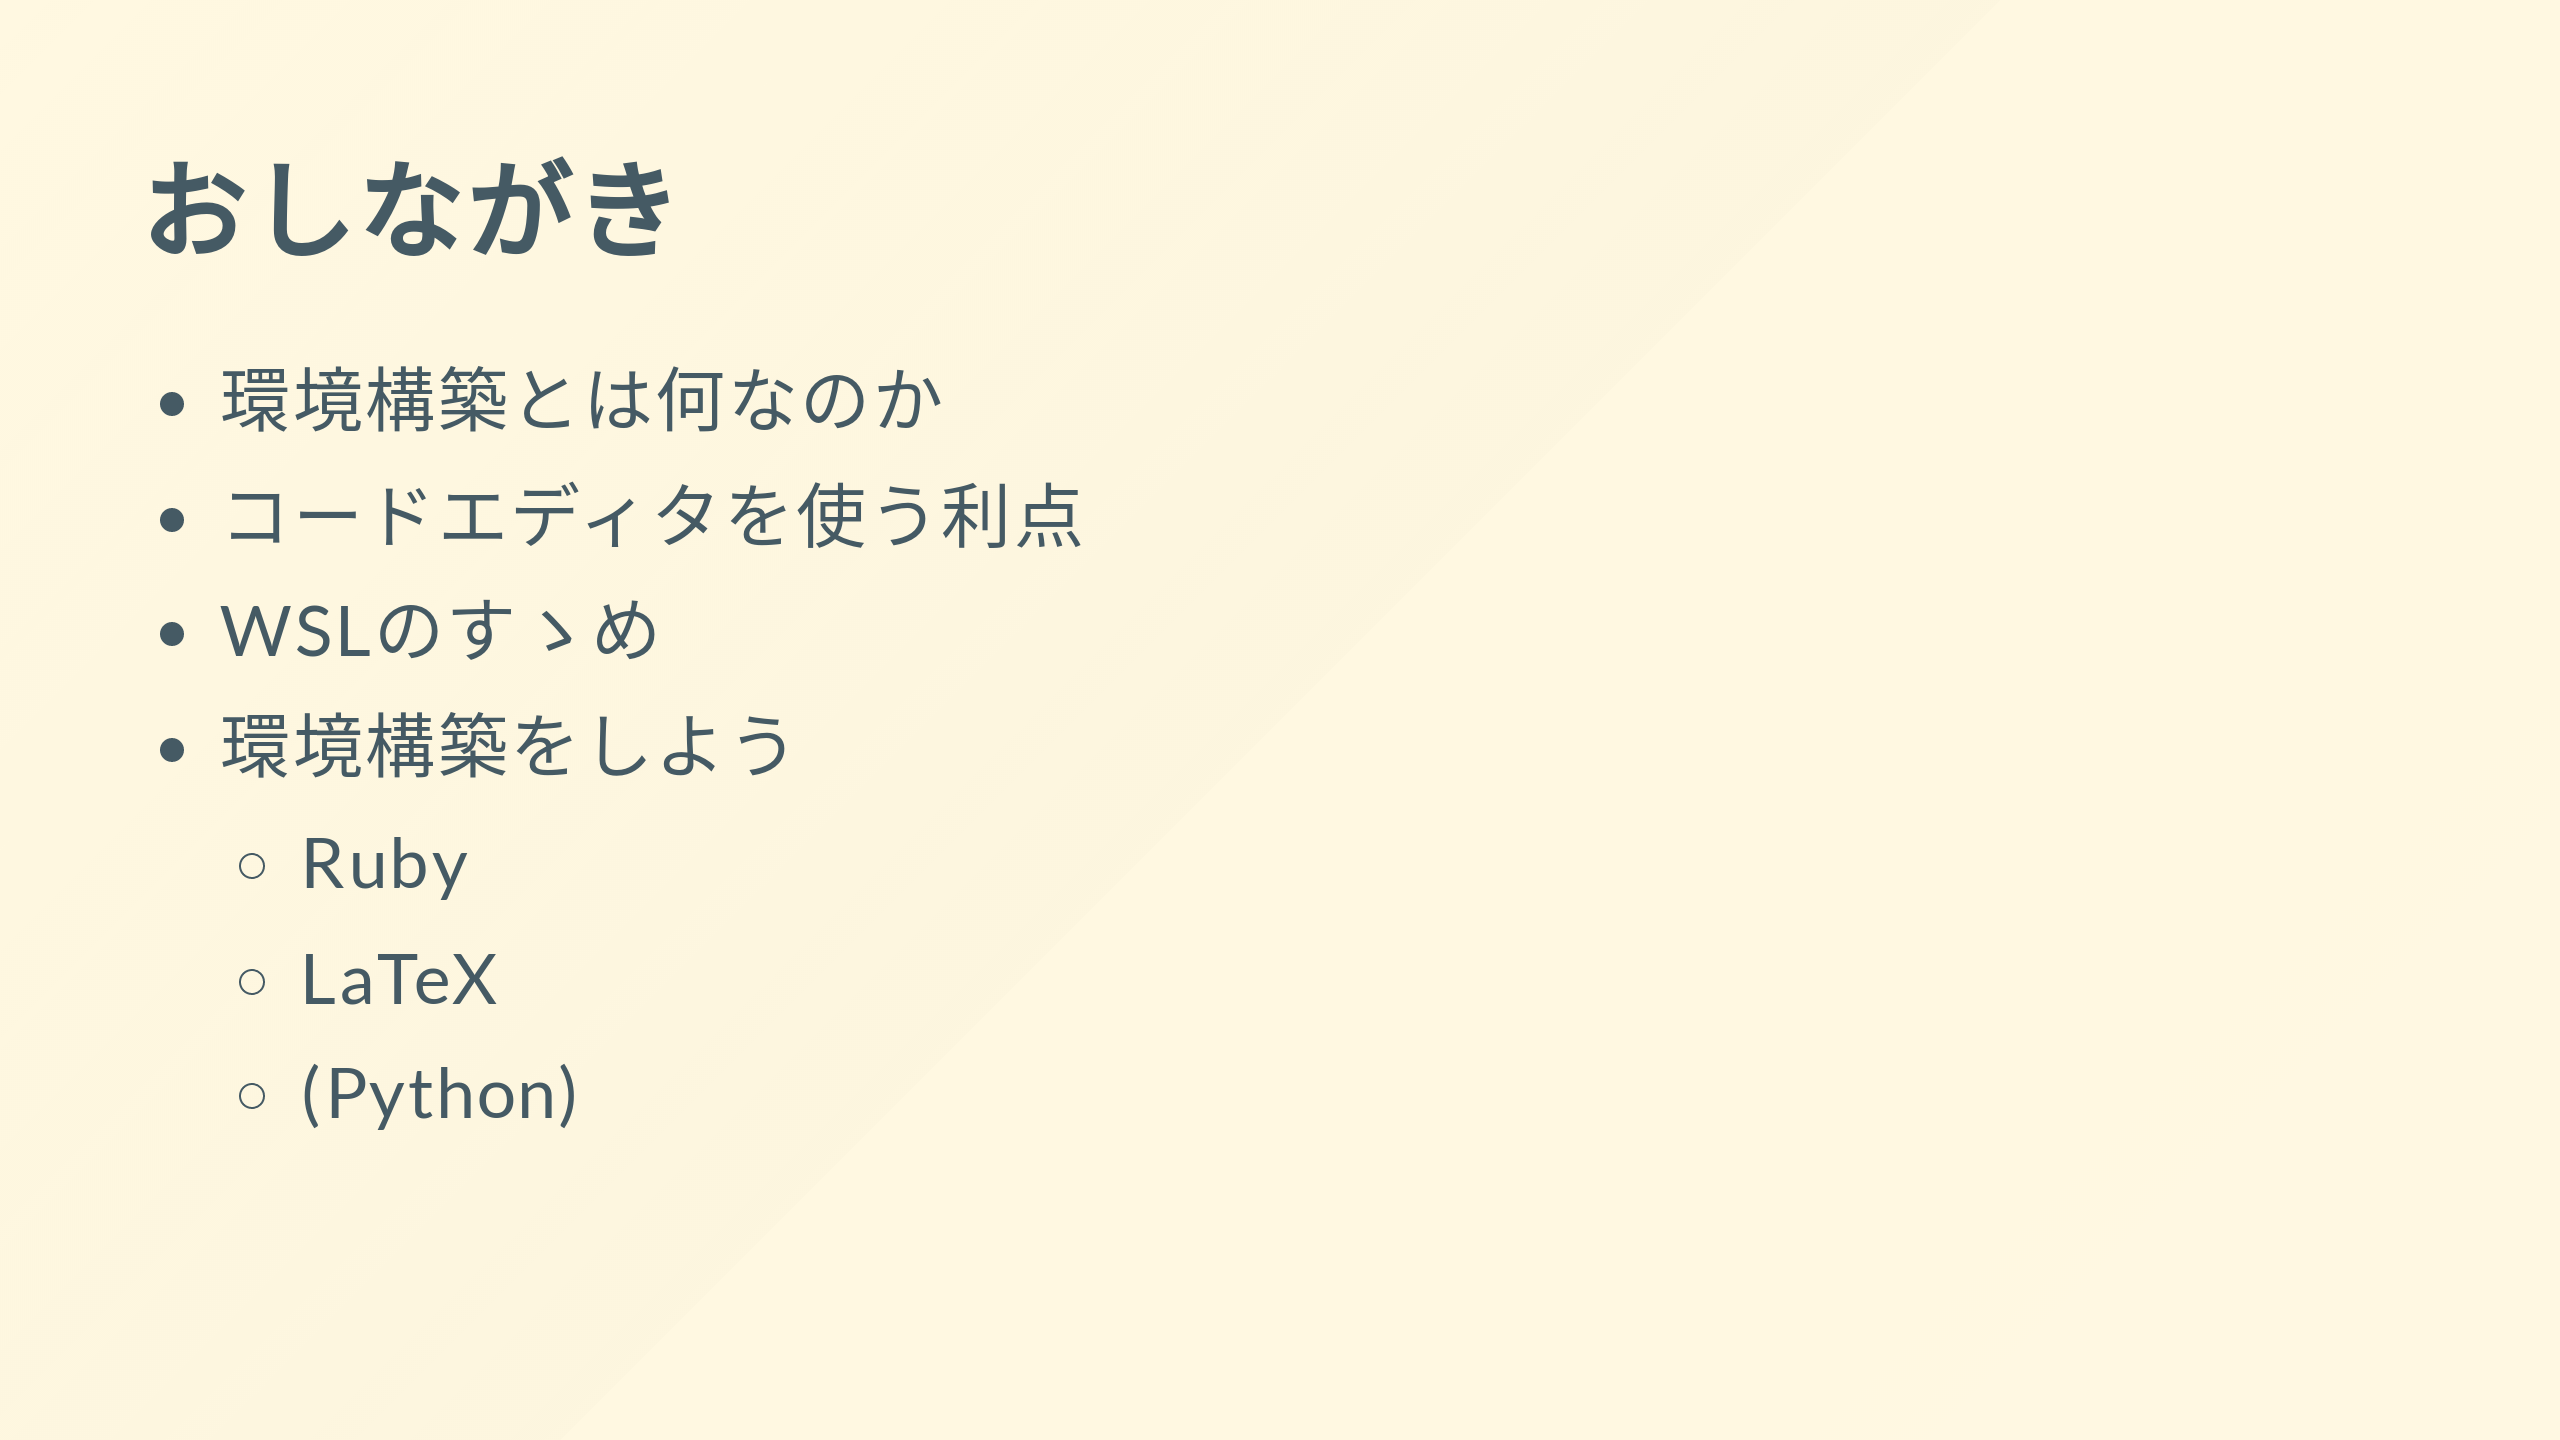 おしながき
環境構築とは何なのか
コードエディタを使う利点
WSLのすゝめ
環境構築をしよう
Ruby
LaTeX
(Python)